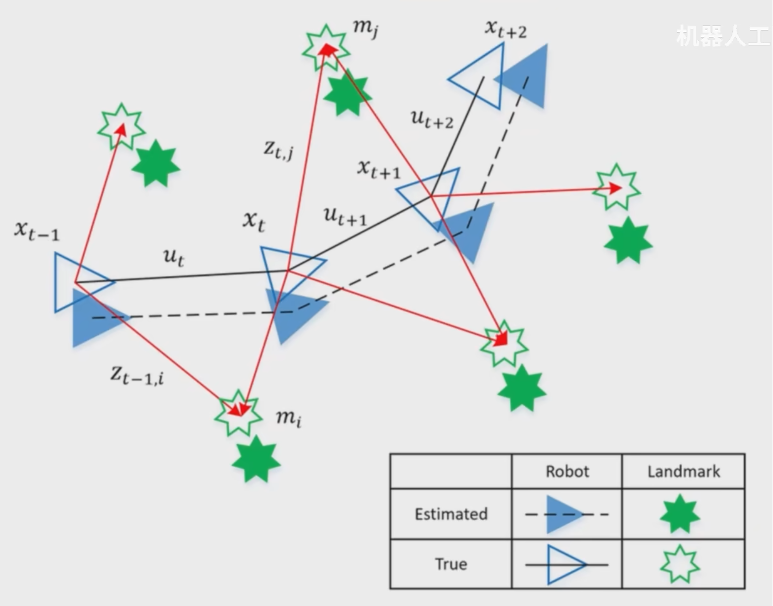 机器人工
m_j
x_{t+2}
u_{t+2}
z_{t,j}
x_{t+1}
x_{t-1}
x_t
u_{t+1}
u_t
z_{t-1,i}
m_i
Robot Landmark
Estimated
True